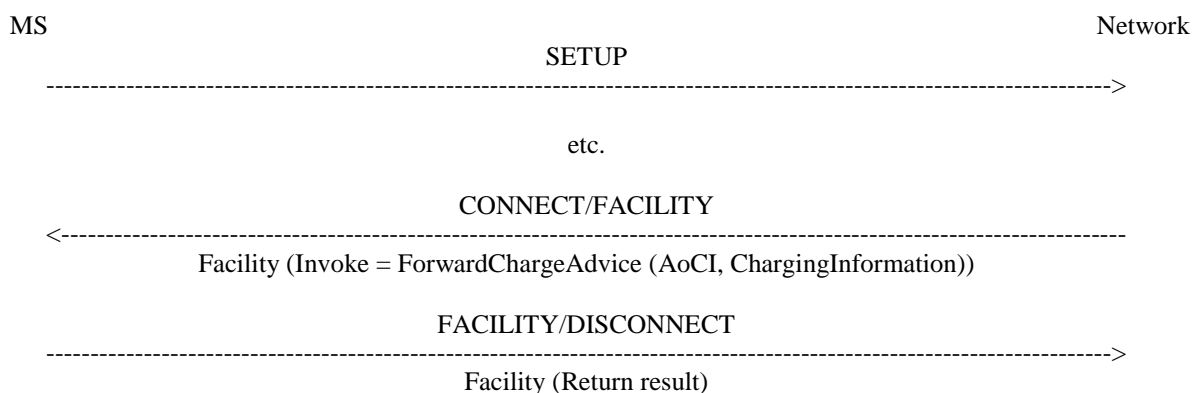 MS Network
SETUP
---------------------------------------------------------------------------------------------------------------------->
etc.
CONNECT/FACILITY
<----------------------------------------------------------------------------------------------------------------------
Facility (Invoke = ForwardChargeAdvice (AoCI, ChargingInformation))
FACILITY/DISCONNECT
---------------------------------------------------------------------------------------------------------------------->
Facility (Return result)